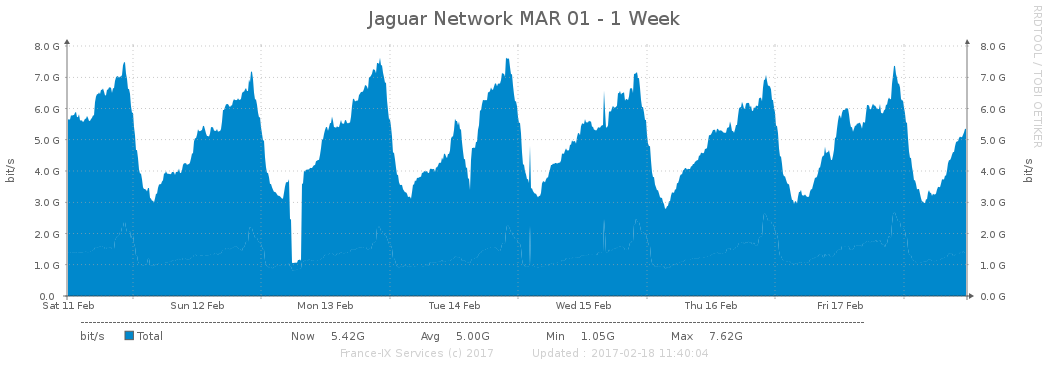 Jaguar Network MAR 01 - 1 Week
RRDTOOL / TOBI OETIKER
bit/s
8.0 G 8.0 G
7.0 G 7.0 G
6.0 G 6.0 G
5.0 G 5.0 G
4.0 G 4.0 G
3.0 G 3.0 G
2.0 G 2.0 G
1.0 G 1.0 G
0.0 0.0 G
bit/s
Sat 11 Feb Sun 12 Feb Mon 13 Feb Tue 14 Feb Wed 15 Feb Thu 16 Feb Fri 17 Feb
bit/s Total Now 5.42G Avg 5.00G Min 1.05G Max 7.62G
France-IX Services (c) 2017 Updated : 2017-02-18 11:40:04